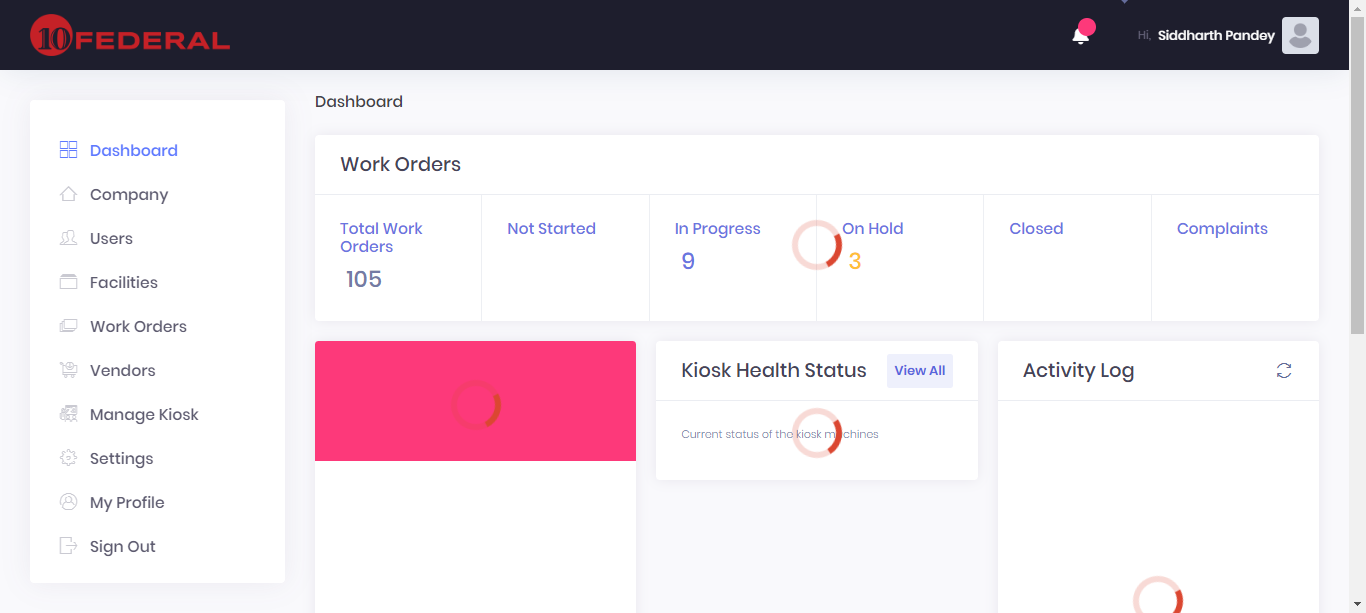 10 FEDERAL
Hi, Siddharth Pandey
Dashboard
Company
Users
Facilities
Work Orders
Vendors
Manage Kiosk
Settings
My Profile
Sign Out
Dashboard
Work Orders
Total Work
Orders
105
Not Started
In Progress
9
On Hold
3
Closed
Complaints
Kiosk Health Status
View All
Current status of the kiosk machines
Activity Log